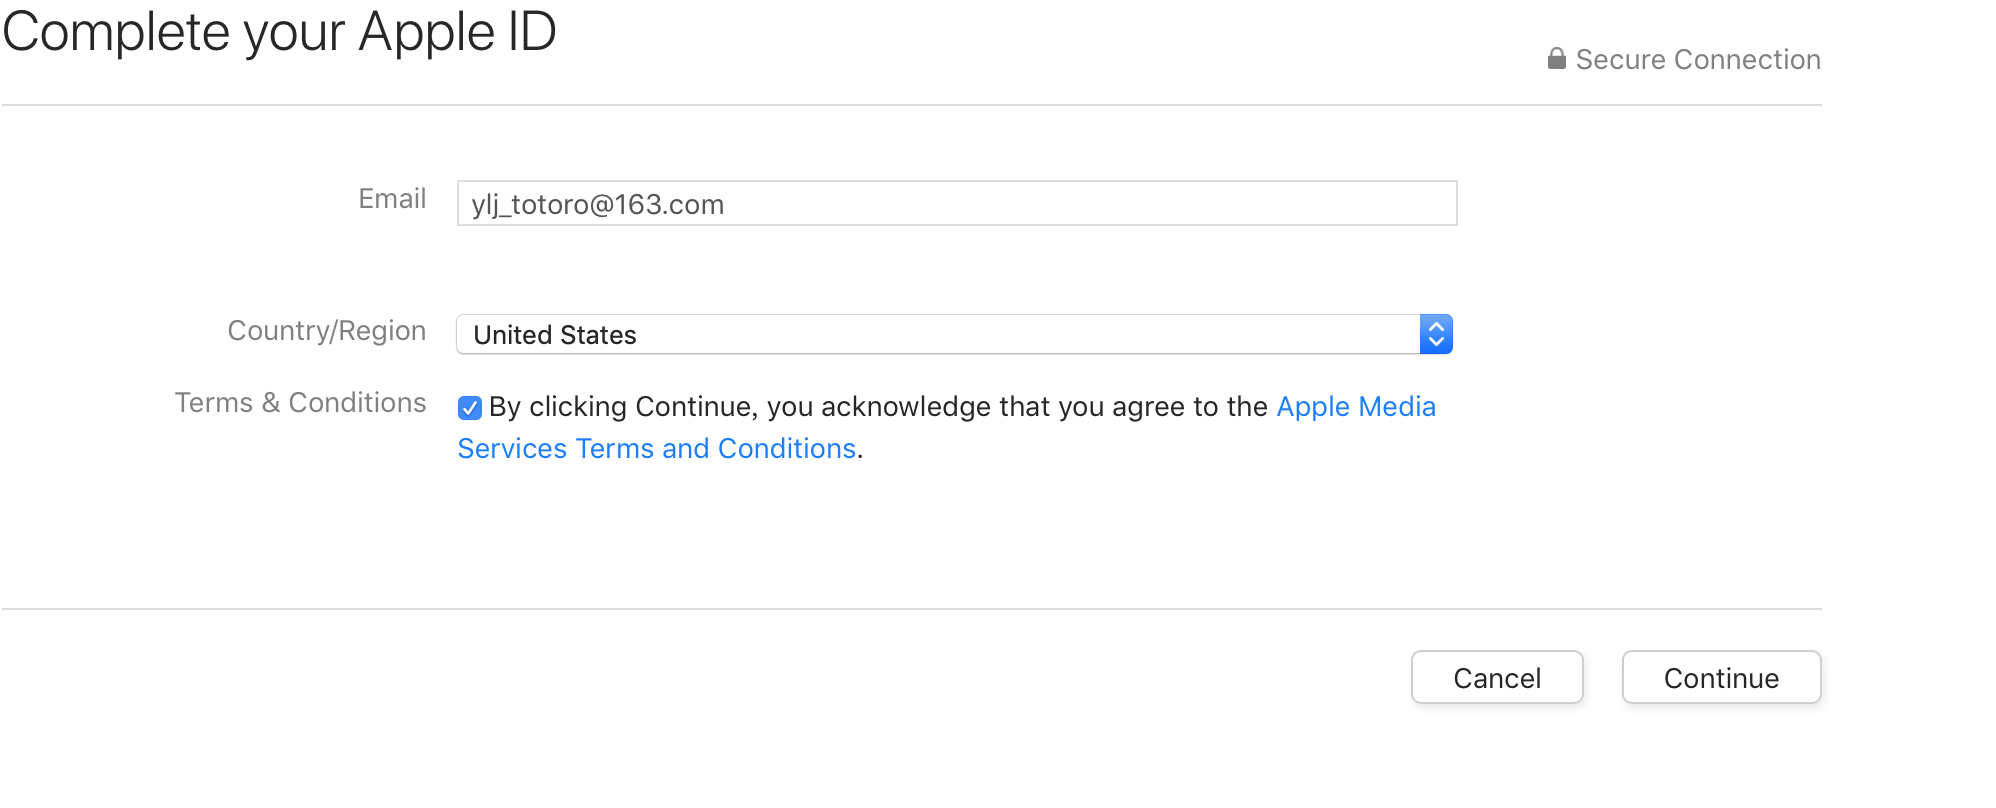 Complete your Apple ID
Secure Connection
Email
ylj_totoro@163.com
Country/Region
United States
Terms & Conditions
By clicking Continue, you acknowledge that you agree to the Apple Media
Services Terms and Conditions.
Cancel
Continue